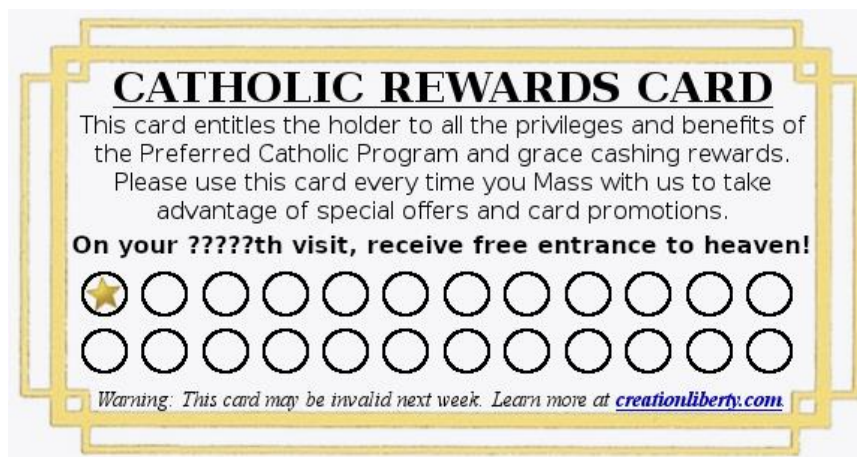 CATHOLIC REWARDS CARD
This card entitles the holder to all the privileges and benefits of
the Preferred Catholic Program and grace cashing rewards.
Please use this card every time you Mass with us to take
advantage of special offers and card promotions.
On your ?????th visit, receive free entrance to heaven!
Warning: This card may be invalid next week. Learn more at creationliberty.com.